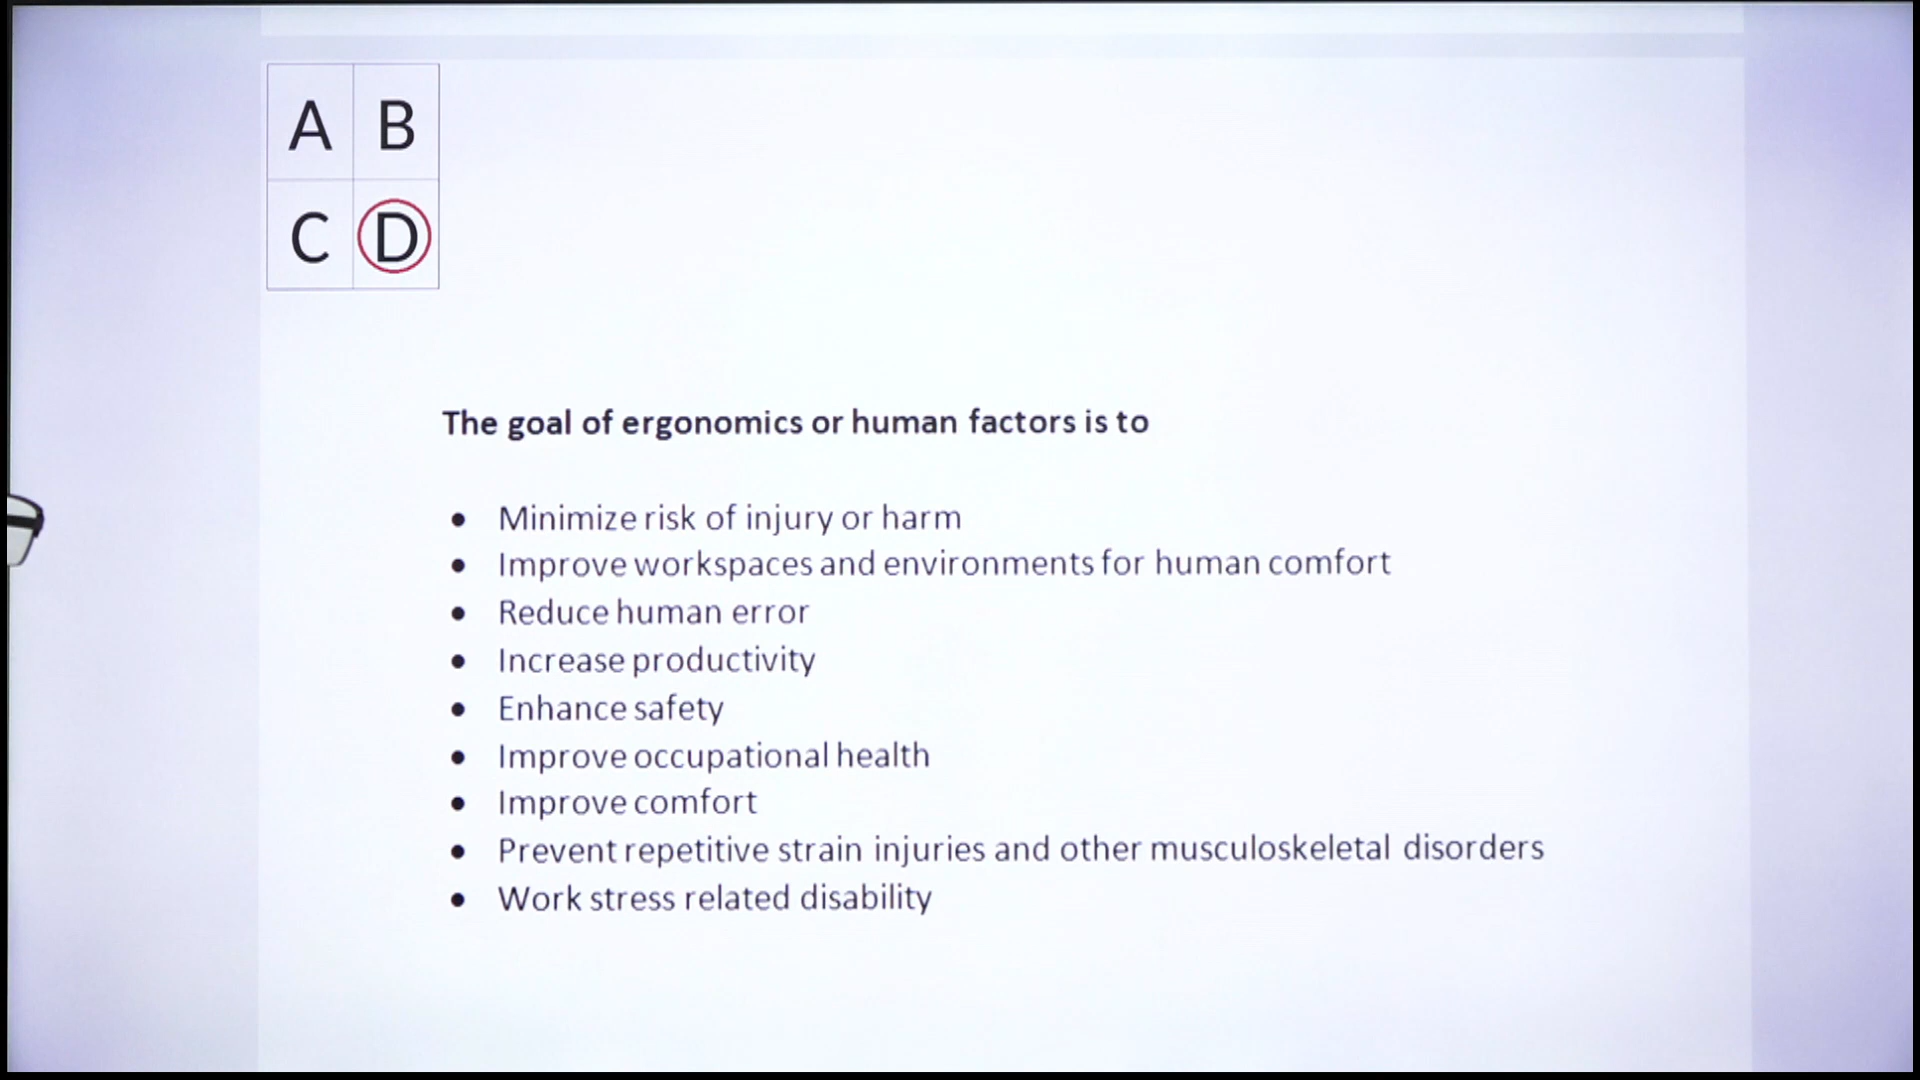 A B
C D
The goal of ergonomics or human factors is to
• Minimize risk of injury or harm
• Improve workspaces and environments for human comfort
• Reduce human error
• Increase productivity
• Enhance safety
• Improve occupational health
• Improve comfort
• Prevent repetitive strain injuries and other musculoskeletal disorders
• Work stress related disability